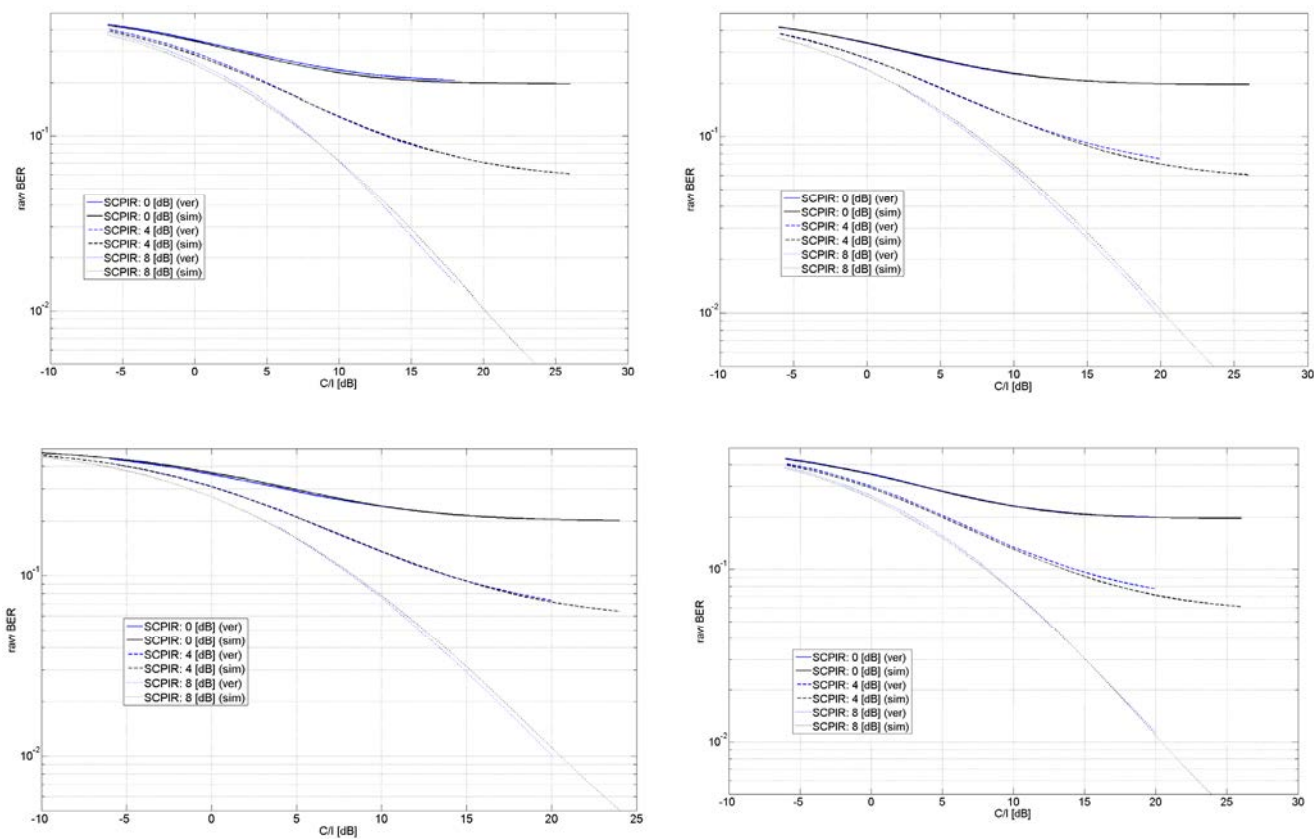 raw BER
10^-1
10^-2
SCPIR: 0 [dB] (ver)
SCPIR: 0 [dB] (sim)
SCPIR: 4 [dB] (ver)
SCPIR: 4 [dB] (sim)
SCPIR: 8 [dB] (ver)
SCPIR: 8 [dB] (sim)
-10 -5 0 5 10 15 20 25 30
C/I [dB]
raw BER
10^-1
10^-2
SCPIR: 0 [dB] (ver)
SCPIR: 0 [dB] (sim)
SCPIR: 4 [dB] (ver)
SCPIR: 4 [dB] (sim)
SCPIR: 8 [dB] (ver)
SCPIR: 8 [dB] (sim)
-10 -5 0 5 10 15 20 25 30
C/I [dB]
raw BER
10^-1
10^-2
SCPIR: 0 [dB] (ver)
SCPIR: 0 [dB] (sim)
SCPIR: 4 [dB] (ver)
SCPIR: 4 [dB] (sim)
SCPIR: 8 [dB] (ver)
SCPIR: 8 [dB] (sim)
-10 -5 0 5 10 15 20 25
C/I [dB]
raw BER
10^-1
10^-2
SCPIR: 0 [dB] (ver)
SCPIR: 0 [dB] (sim)
SCPIR: 4 [dB] (ver)
SCPIR: 4 [dB] (sim)
SCPIR: 8 [dB] (ver)
SCPIR: 8 [dB] (sim)
-10 -5 0 5 10 15 20 25 30
C/I [dB]